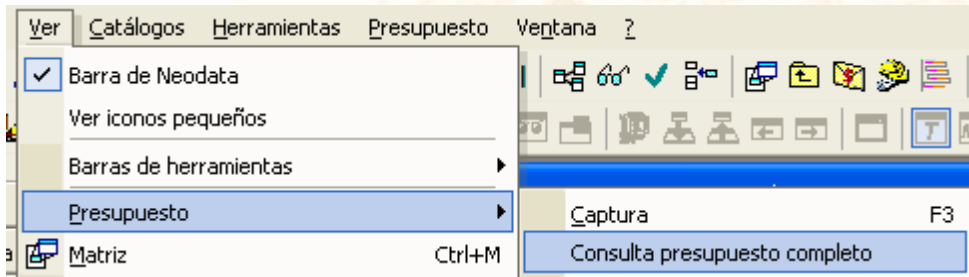 Ver Catálogos Herramientas Presupuesto Ventana ?
Barra de Neodata
Ver iconos pequeños
Barras de herramientas
Presupuesto
Captura F3
Matriz Ctrl+M
Consulta presupuesto completo